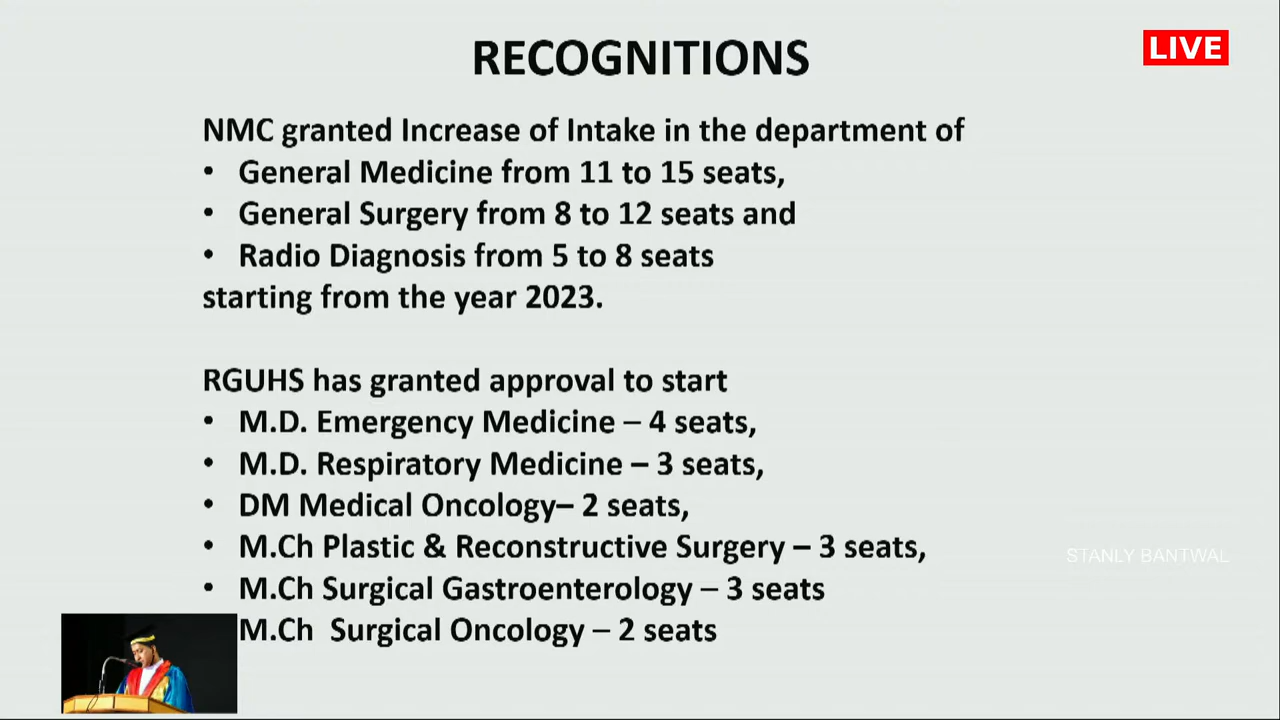 RECOGNITIONS
LIVE
NMC granted Increase of Intake in the department of
• General Medicine from 11 to 15 seats,
• General Surgery from 8 to 12 seats and
• Radio Diagnosis from 5 to 8 seats
starting from the year 2023.
RGUHS has granted approval to start
• M.D. Emergency Medicine – 4 seats,
• M.D. Respiratory Medicine – 3 seats,
• DM Medical Oncology– 2 seats,
• M.Ch Plastic & Reconstructive Surgery – 3 seats,
STANLY BANTWAL
• M.Ch Surgical Gastroenterology – 3 seats
M.Ch Surgical Oncology – 2 seats